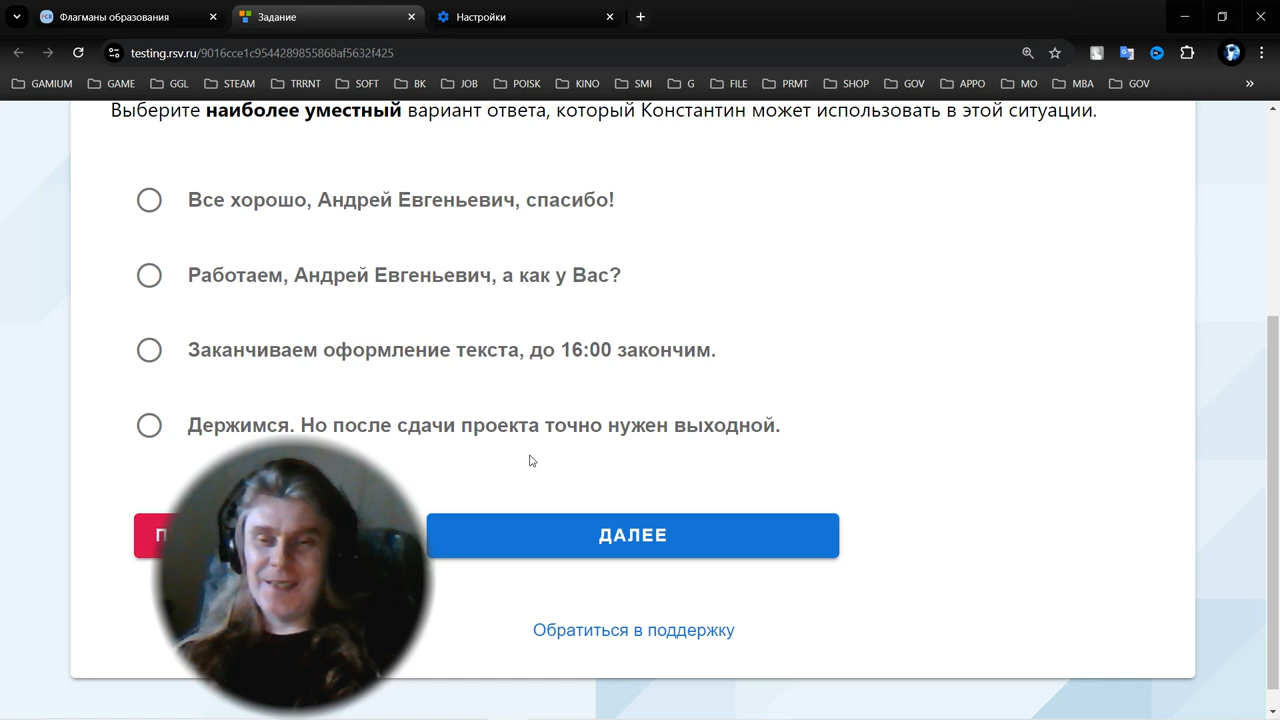 Флагманы образования
Задание
Настройки
testing.rsv.ru/9016cce1c9544289855868af5632f425
GAMIUM GAME GGL STEAM TRRNT SOFT BK JOB POISK KINO SMI G FILE PRMT SHOP GOV APPO MO MBA GOV »
Выберите наиболее уместный вариант ответа, который Константин может использовать в этой ситуации.
Все хорошо, Андрей Евгеньевич, спасибо!
Работаем, Андрей Евгеньевич, а как у Вас?
Заканчиваем оформление текста, до 16:00 закончим.
Держимся. Но после сдачи проекта точно нужен выходной.
ДАЛЕЕ
Обратиться в поддержку